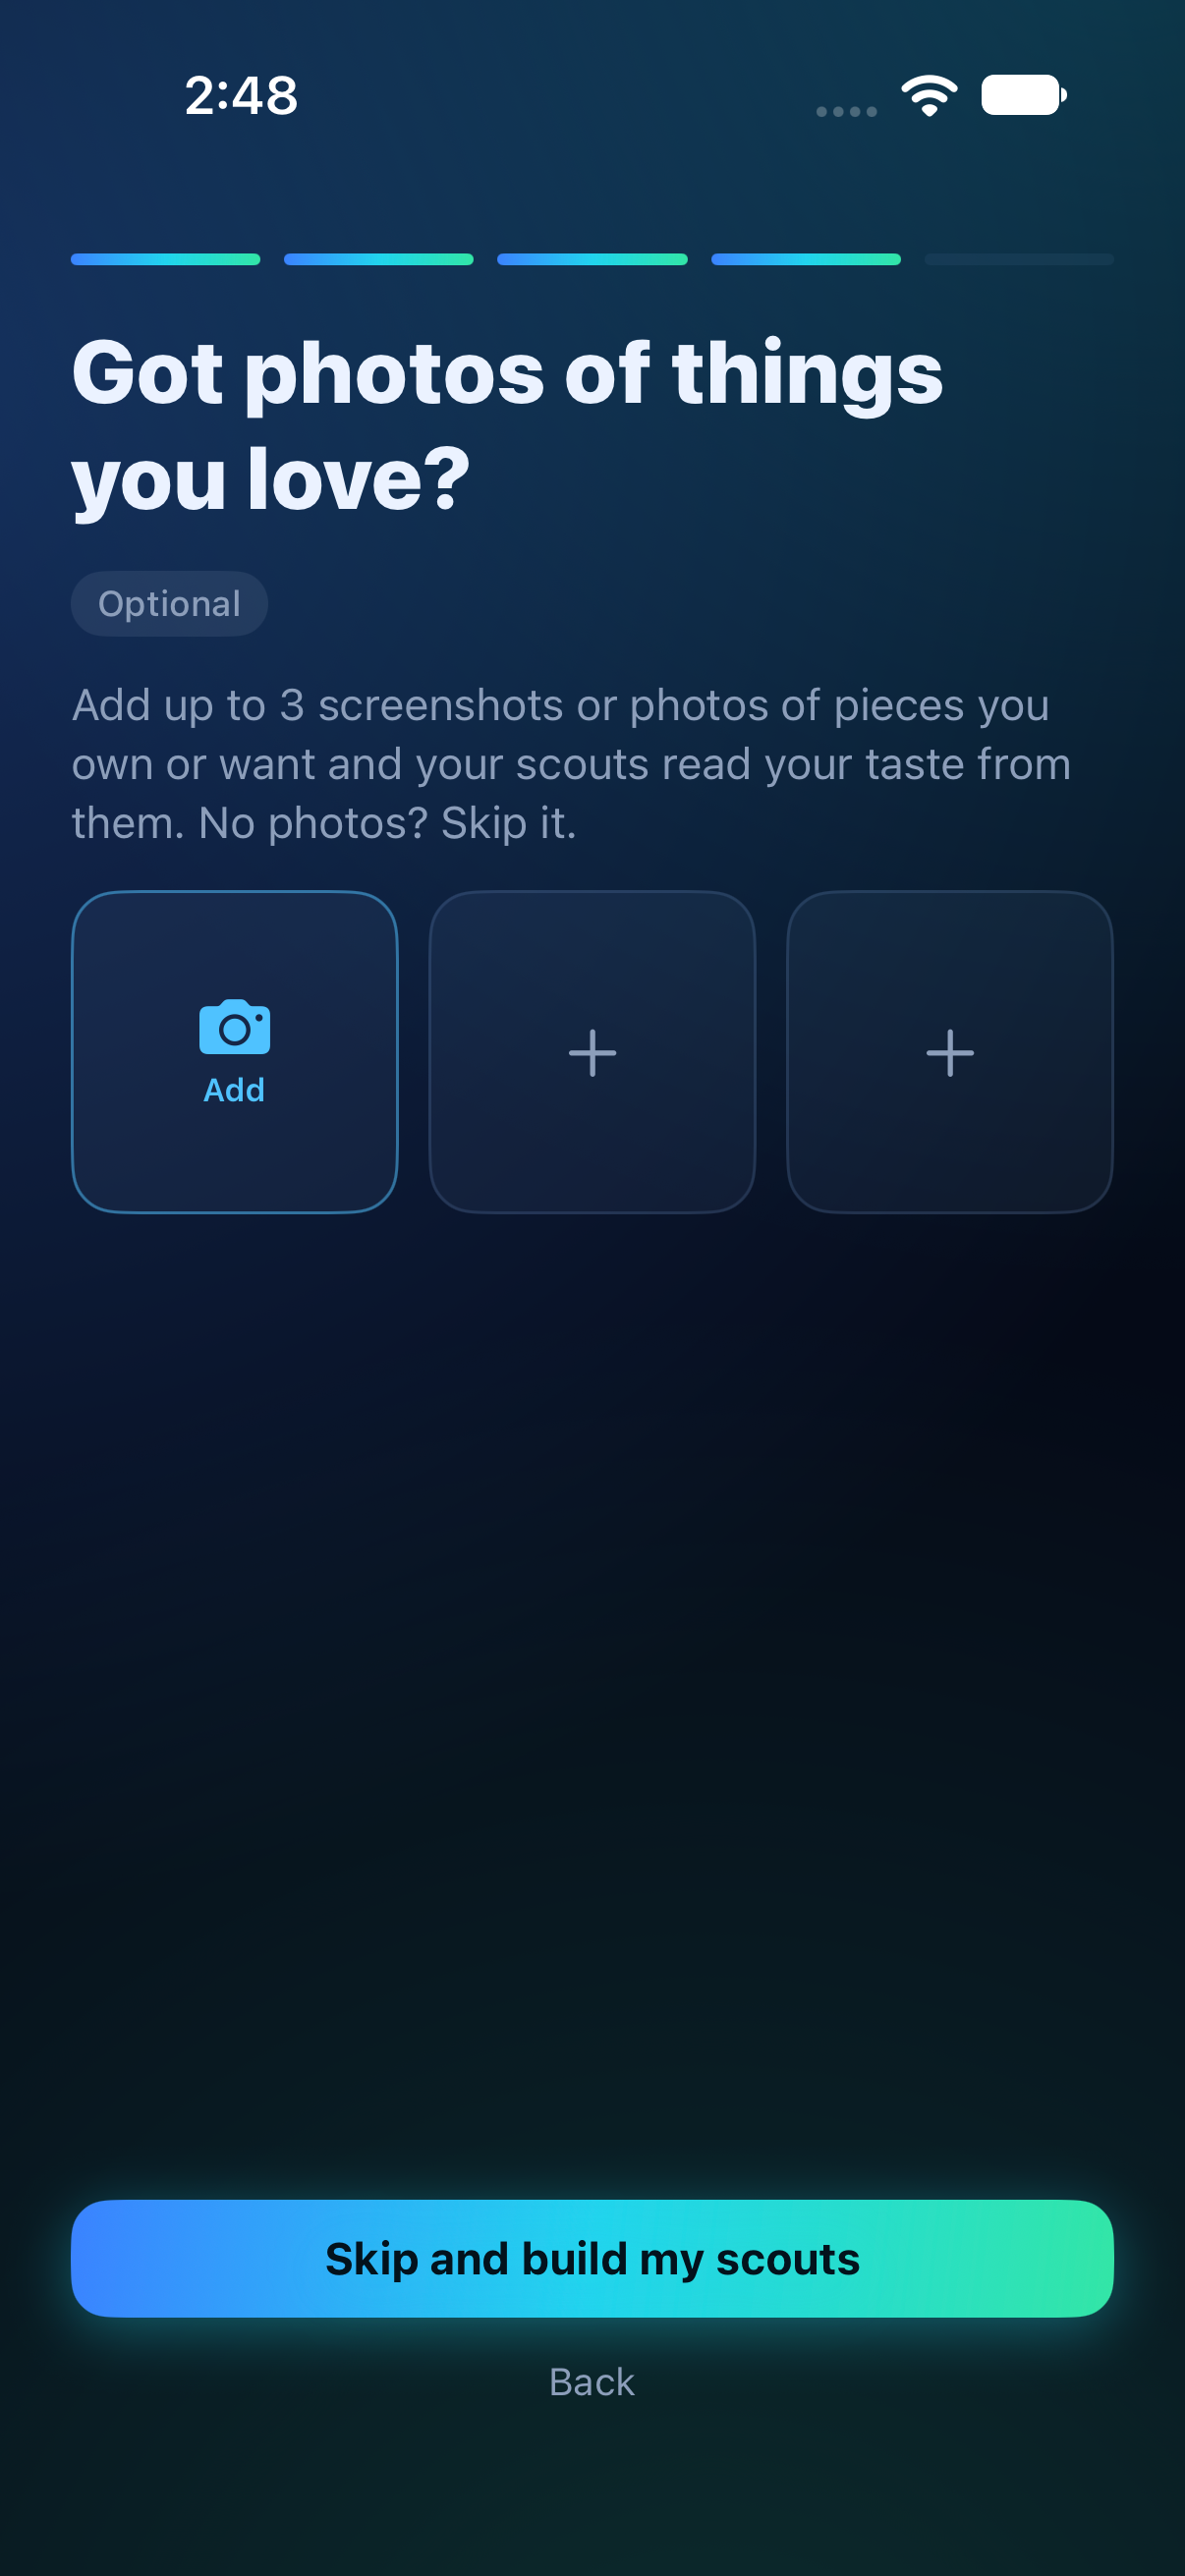 2:48
Got photos of things
you love?
Optional
Add up to 3 screenshots or photos of pieces you
own or want and your scouts read your taste from
them. No photos? Skip it.
Add
Skip and build my scouts
Back